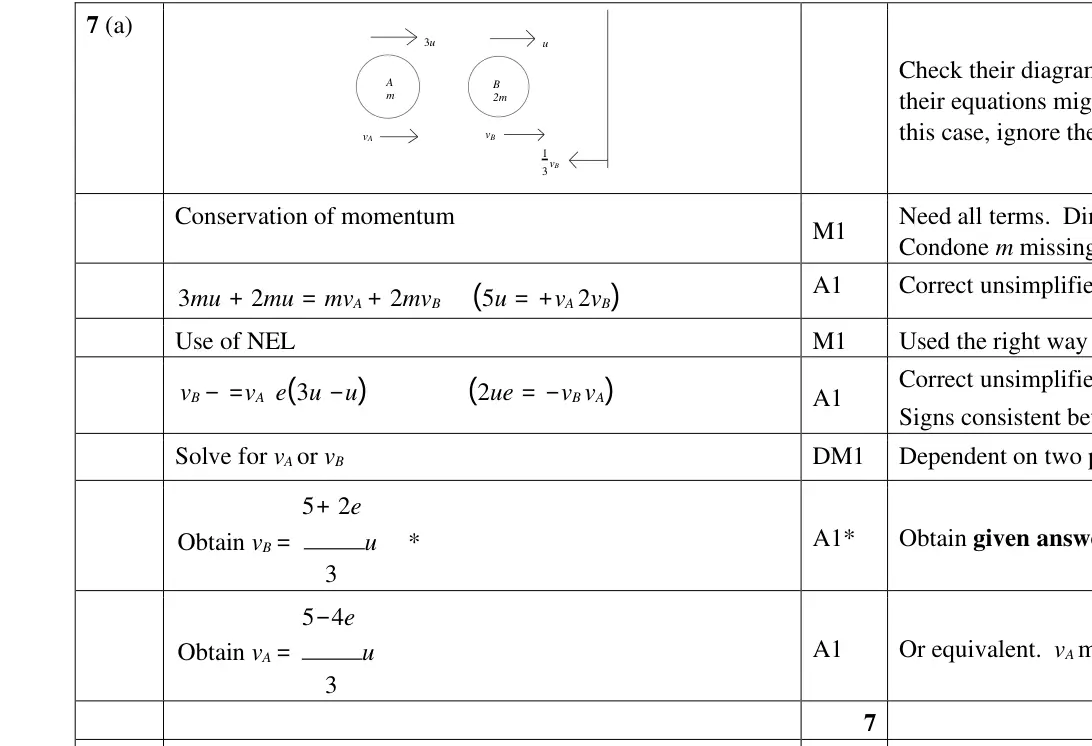 7 (a)
3u
u
A
m
B
2m
vA
vB
1
3
vB
Check their diagram
their equations mig
this case, ignore the
Conservation of momentum
M1
Need all terms. Di
Condone m missing
3mu + 2mu = mvA + 2mvB (5u = +vA 2vB)
A1
Correct unsimplifie
Use of NEL
M1
Used the right way
vB − =vA e(3u −u) (2ue = −vB vA)
A1
Correct unsimplifie
Signs consistent be
Solve for vA or vB
DM1
Dependent on two p
5+ 2e
Obtain vB = u *
3
A1*
Obtain given answe
5−4e
Obtain vA = u
3
A1
Or equivalent. vA m
7